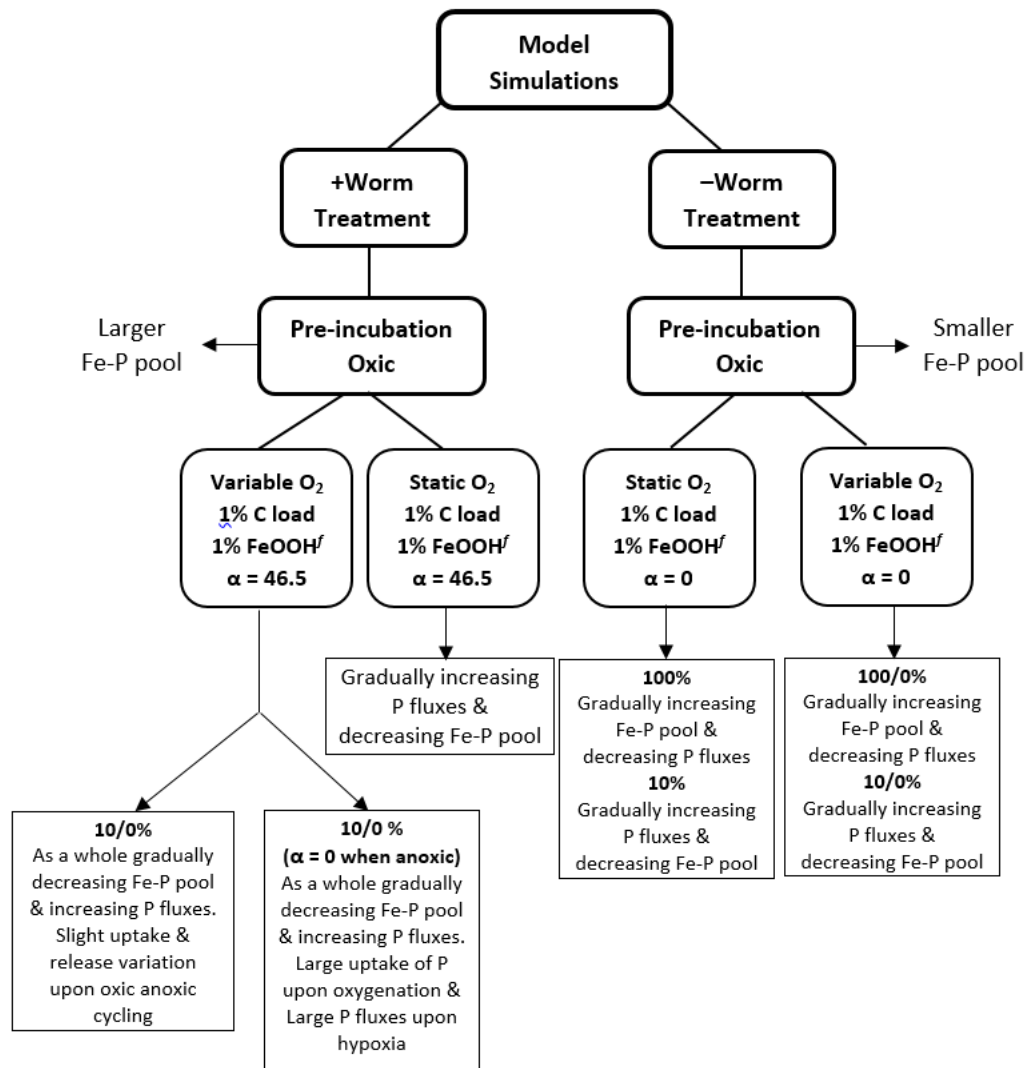 Model
Simulations
+Worm
Treatment
–Worm
Treatment
Larger
Fe-P pool
Pre-incubation
Oxic
Pre-incubation
Oxic
Smaller
Fe-P pool
Variable O₂
1% C load
1% FeOOHᶠ
α = 46.5
Static O₂
1% C load
1% FeOOHᶠ
α = 46.5
Static O₂
1% C load
1% FeOOHᶠ
α = 0
Variable O₂
1% C load
1% FeOOHᶠ
α = 0
Gradually increasing
P fluxes &
decreasing Fe-P pool
100%
Gradually increasing
Fe-P pool &
decreasing P fluxes
10%
Gradually increasing
P fluxes &
decreasing Fe-P pool
100/0%
Gradually increasing
Fe-P pool &
decreasing P fluxes
10/0%
Gradually increasing
P fluxes &
decreasing Fe-P pool
10/0%
As a whole gradually
decreasing Fe-P pool
& increasing P fluxes.
Slight uptake &
release variation
upon oxic anoxic
cycling
10/0 %
(α = 0 when anoxic)
As a whole gradually
decreasing Fe-P pool
& increasing P fluxes.
Large uptake of P
upon oxygenation &
Large P fluxes upon
hypoxia